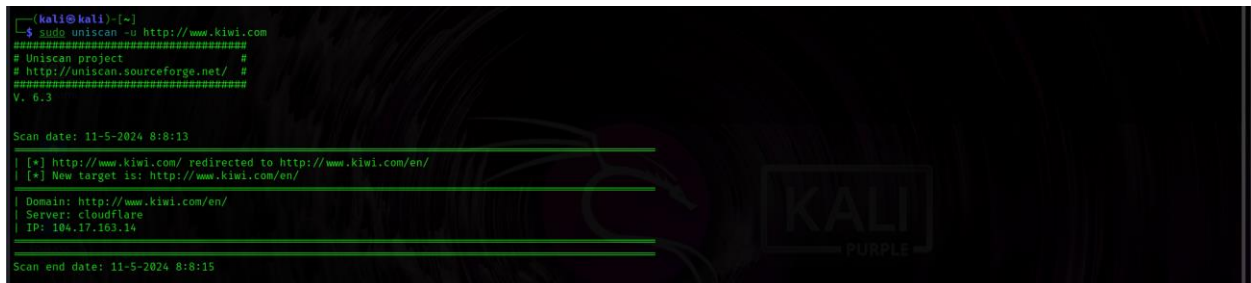 ┌──(kali㉿kali)-[~]
└─$ sudo uniscan -u http://www.kiwi.com
####################################
# Uniscan project                  #
# http://uniscan.sourceforge.net/  #
####################################
V. 6.3
Scan date: 11-5-2024 8:8:13
===================================================================================================
| [*] http://www.kiwi.com/ redirected to http://www.kiwi.com/en/
| [*] New target is: http://www.kiwi.com/en/
===================================================================================================
| Domain: http://www.kiwi.com/en/
| Server: cloudflare
| IP: 104.17.163.14
===================================================================================================
===================================================================================================
Scan end date: 11-5-2024 8:8:15
KALI
PURPLE